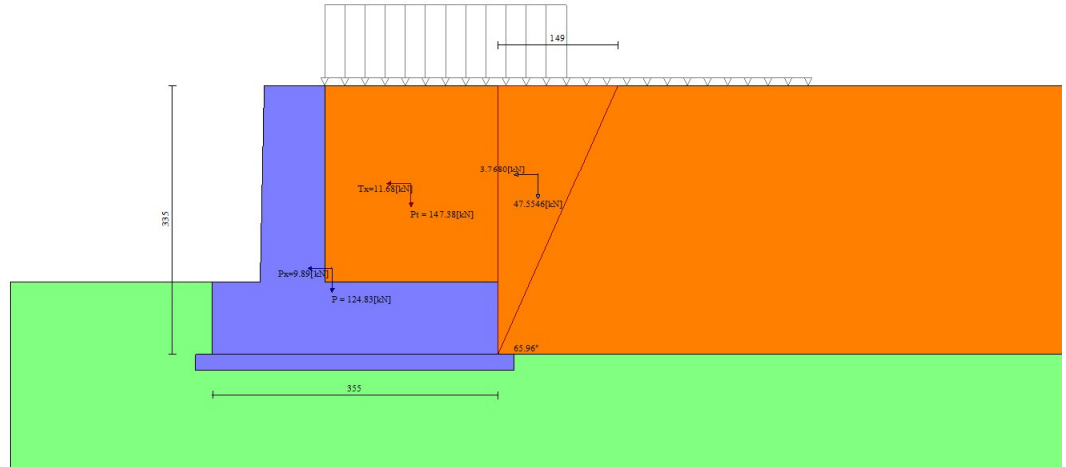 149
3.7680[kN]
Tx=11.68[kN]
47.5546[kN]
Pt = 147.38[kN]
335
Px=9.89[kN]
P = 124.83[kN]
65.96°
355